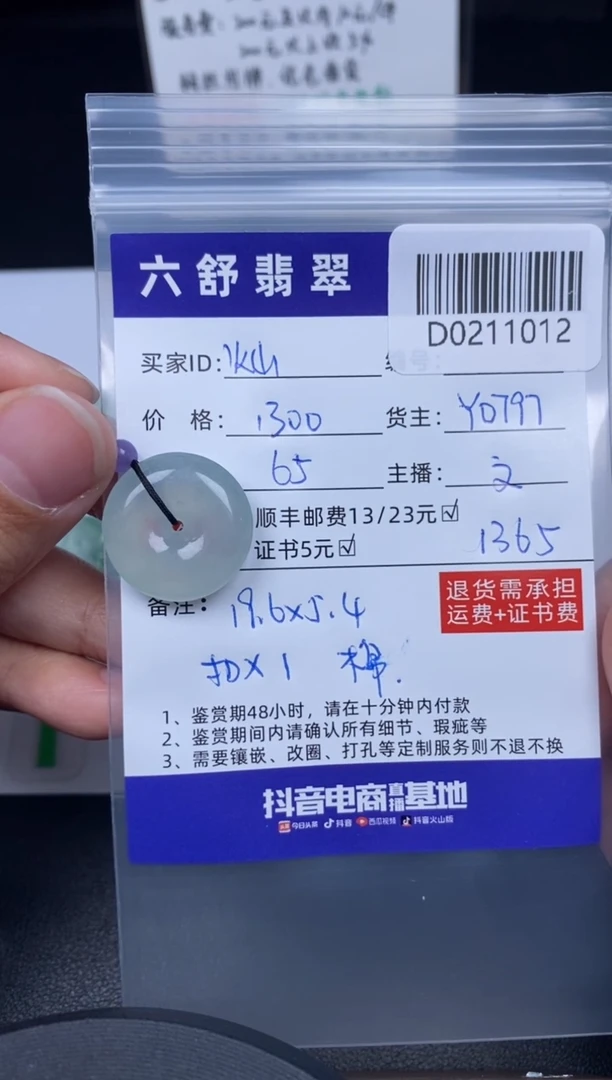 六舒翡翠
D0211012
买家ID:
价 格: 1300 货主: Y0797
65 主播: 文
顺丰邮费13/23元☑
证书5元☑ 1365
备注: 19.6x5.4
退货需承担
运费+证书费
扣x1 棉.
1、鉴赏期48小时，请在十分钟内付款
2、鉴赏期间内请确认所有细节、瑕疵等
3、需要镶嵌、改圈、打孔等定制服务则不退不换
抖音电商直播基地
今日头条 抖音 西瓜视频 抖音火山版